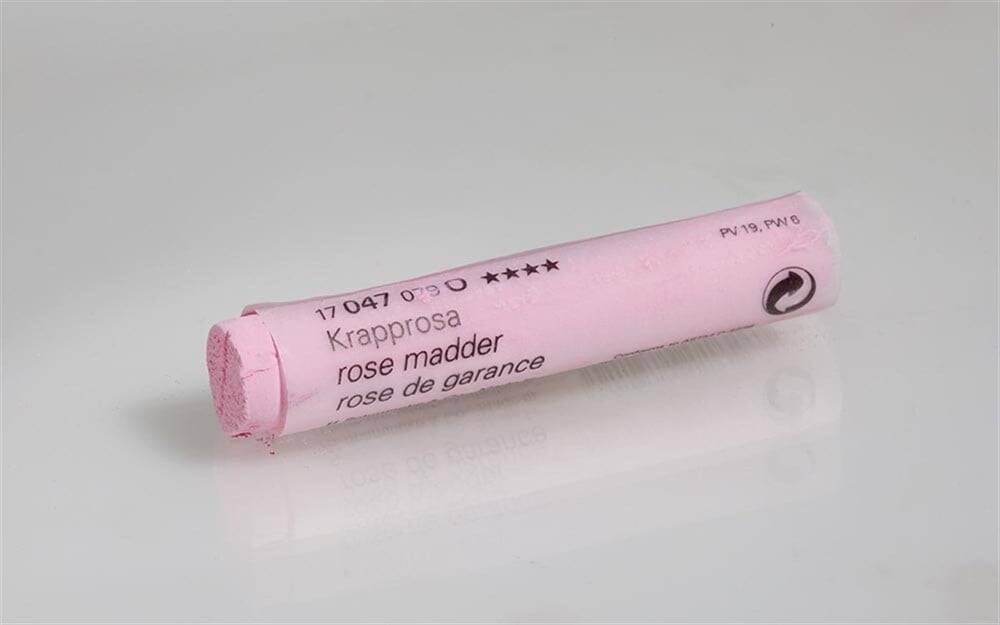 17 047 079 O ★★★★
Krapprosa
rose madder
rose de garance
PV 19, PW 6